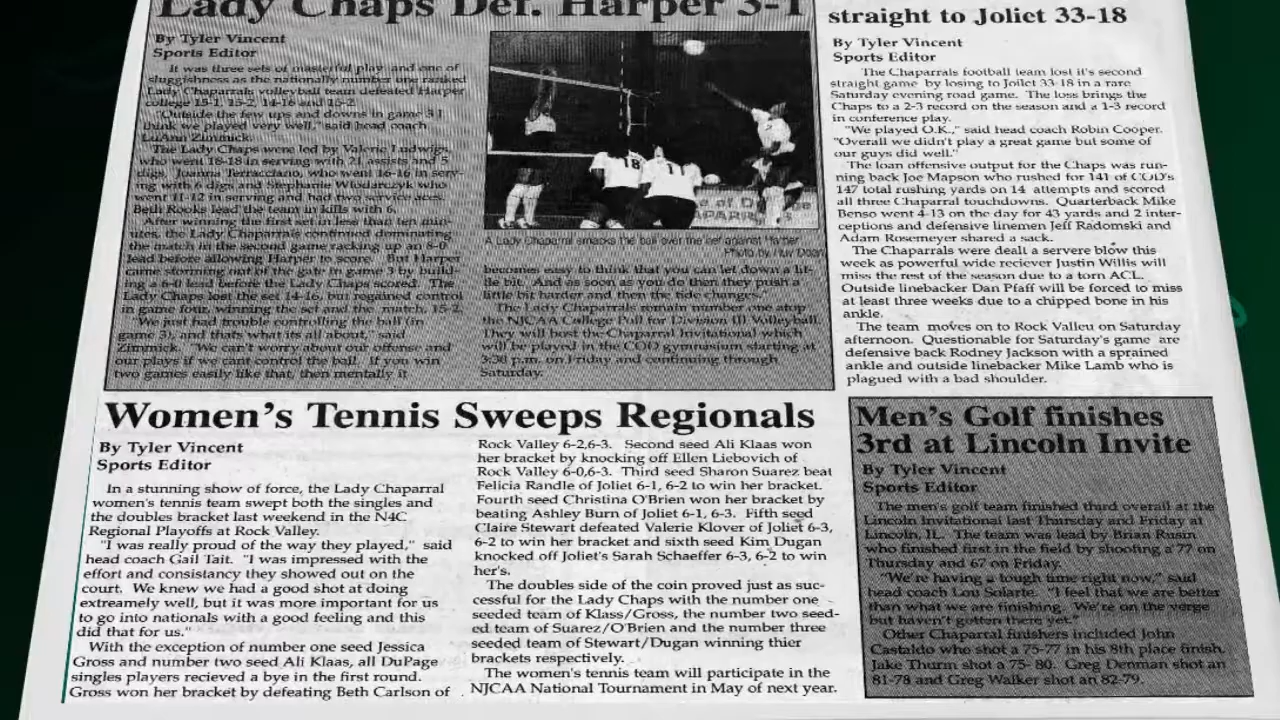 Lady Chaps Def. Harper 3-1
By Tyler Vincent
Sports Editor
It was three sets of masterful play and one of
sluggishness as the nationally number one ranked
Lady Chaparrals volleyball team defeated Harper
college 15-1, 15-2, 14-16 and 15-2.
"Outside the few ups and downs in game 3 I
think we played very well," said head coach
LuAnn Zimmick.
The Lady Chaps were led by Valerie Ludwigs,
who went 18-18 in serving with 21 assists and 5
digs, Joanna Terracciano, who went 16-16 in serv-
ing with 6 digs and Stephanie Wlodarczyk who
went 11-12 in serving and had two service aces.
Beth Rooks lead the team in kills with 6.
After winning the first set in less than ten min-
utes, the Lady Chaparrals continued dominating
the match in the second game racking up an 8-0
lead before allowing Harper to score. But Harper
came storming out of the gate in game 3 by build-
ing a 6-0 lead before the Lady Chaps scored. The
Lady Chaps lost the set 14-16, but regained control
in game four, winning the set and the match, 15-2.
"We just had trouble controlling the ball (in
game 3), and that's what its all about," said
Zimmick. "We can't worry about our offense and
our plays if we cant control the ball. If you win
two games easily like that, then mentally it
18
11
A Lady Chaparral smacks the ball over the net against Harper.
Photo by
becomes easy to think that you can let down a lit-
tle bit. And as soon as you do then they push a
little bit harder and then the tide changes."
The Lady Chaparrals remain number one atop
the NJCAA College Poll for Division III Volleyball.
They will host the Chaparral Invitational which
will be played in the COD gymnasium starting at
3:30 p.m. on Friday and continuing through
Saturday.
straight to Joliet 33-18
By Tyler Vincent
Sports Editor
The Chaparrals football team lost it's second
straight game by losing to Joilet 33-18 in a rare
Saturday evening road game. The loss brings the
Chaps to a 2-3 record on the season and a 1-3 record
in conference play.
"We played O.K.," said head coach Robin Cooper.
"Overall we didn't play a great game but some of
our guys did well."
The loan offensive output for the Chaps was run-
ning back Joe Mapson who rushed for 141 of COD's
147 total rushing yards on 14 attempts and scored
all three Chaparral touchdowns. Quarterback Mike
Benso went 4-13 on the day for 43 yards and 2 inter-
ceptions and defensive linemen Jeff Radomski and
Adam Rosemeyer shared a sack.
The Chaparrals were dealt a servere blow this
week as powerful wide reciever Justin Willis will
miss the rest of the season due to a torn ACL.
Outside linebacker Dan Pfaff will be forced to miss
at least three weeks due to a chipped bone in his
ankle.
The team moves on to Rock Valleu on Saturday
afternoon. Questionable for Saturday's game are
defensive back Rodney Jackson with a sprained
ankle and outside linebacker Mike Lamb who is
plagued with a bad shoulder.
Women's Tennis Sweeps Regionals
By Tyler Vincent
Sports Editor
In a stunning show of force, the Lady Chaparral
women's tennis team swept both the singles and
the doubles bracket last weekend in the N4C
Regional Playoffs at Rock Valley.
"I was really proud of the way they played," said
head coach Gail Tait. "I was impressed with the
effort and consistancy they showed out on the
court. We knew we had a good shot at doing
extreamely well, but it was more important for us
to go into nationals with a good feeling and this
did that for us."
With the exception of number one seed Jessica
Gross and number two seed Ali Klaas, all DuPage
singles players recieved a bye in the first round.
Gross won her bracket by defeating Beth Carlson of
Rock Valley 6-2,6-3. Second seed Ali Klaas won
her bracket by knocking off Ellen Liebovich of
Rock Valley 6-0,6-3. Third seed Sharon Suarez beat
Felicia Randle of Joliet 6-1, 6-2 to win her bracket.
Fourth seed Christina O'Brien won her bracket by
beating Ashley Burn of Joliet 6-1, 6-3. Fifth seed
Claire Stewart defeated Valerie Klover of Joliet 6-3,
6-2 to win her bracket and sixth seed Kim Dugan
knocked off Joliet's Sarah Schaeffer 6-3, 6-2 to win
her's.
The doubles side of the coin proved just as suc-
cessful for the Lady Chaps with the number one
seeded team of Klass/Gross, the number two seed-
ed team of Suarez/O'Brien and the number three
seeded team of Stewart/Dugan winning thier
brackets respectively.
The women's tennis team will participate in the
NJCAA National Tournament in May of next year.
Men's Golf finishes
3rd at Lincoln Invite
By Tyler Vincent
Sports Editor
The men's golf team finished third overall at the
Lincoln Invitational last Thursday and Friday at
Lincoln, IL. The team was lead by Brian Rusin
who finished first in the field by shooting a 77 on
Thursday and 67 on Friday.
"We're having a tough time right now," said
head coach Lou Solarte. "I feel that we are better
than what we are finishing. We're on the verge
but haven't gotten there yet."
Other Chaparral finishers included John
Castaldo who shot a 75-77 in his 8th place finish.
Jake Thurm shot a 75- 80. Greg Denman shot an
81-78 and Greg Walker shot an 82-79.